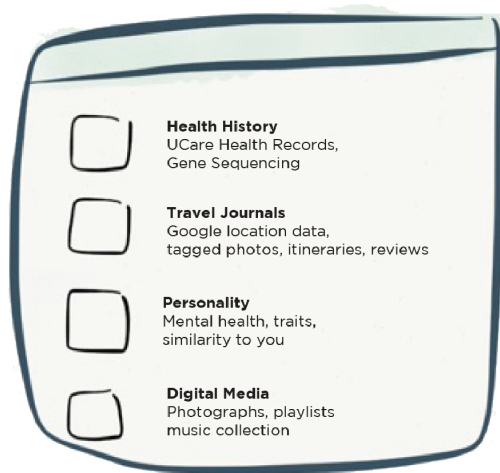 Health History
UCare Health Records,
Gene Sequencing
Travel Journals
Google location data,
tagged photos, itineraries, reviews
Personality
Mental health, traits,
similarity to you
Digital Media
Photographs, playlists
music collection